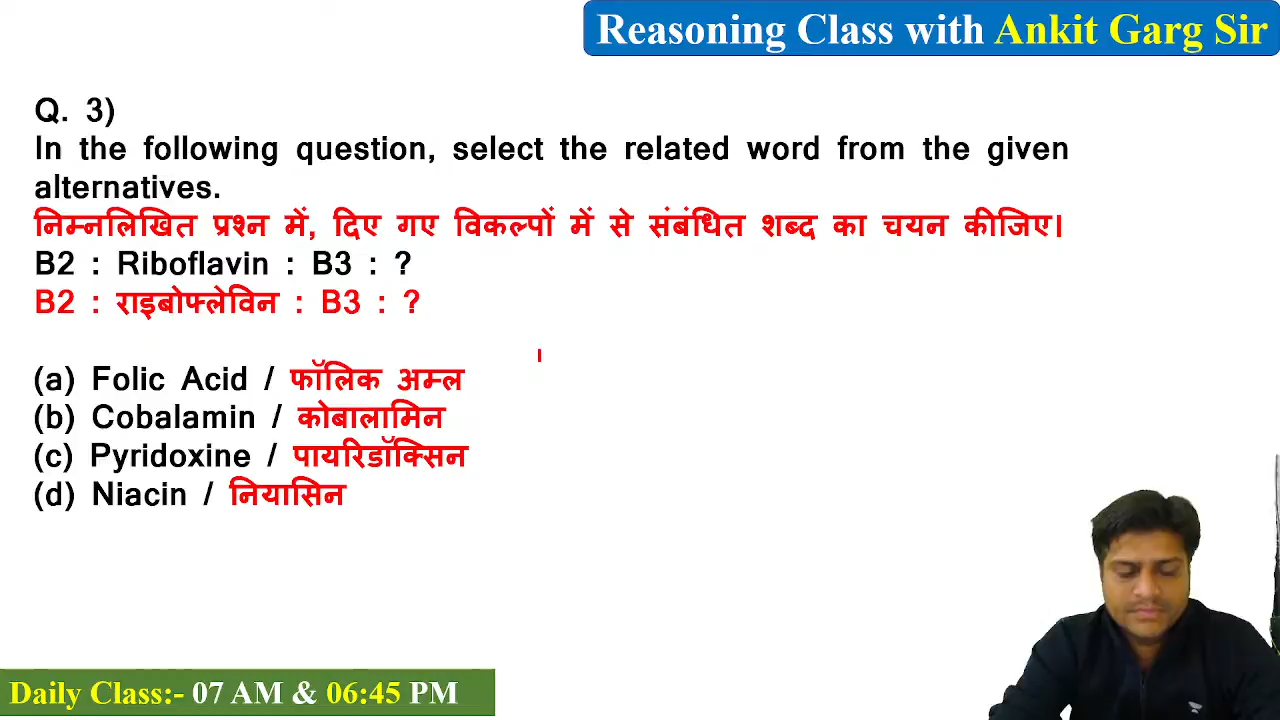 Reasoning Class with Ankit Garg Sir
Q. 3)
In the following question, select the related word from the given
alternatives.
निम्नलिखित प्रश्न में, दिए गए विकल्पों में से संबंधित शब्द का चयन कीजिए।
B2 : Riboflavin : B3 : ?
B2 : राइबोफ्लेविन : B3 : ?
(a) Folic Acid / फॉलिक अम्ल
(b) Cobalamin / कोबालामिन
(c) Pyridoxine / पायरिडॉक्सिन
(d) Niacin / नियासिन
Daily Class:- 07 AM & 06:45 PM